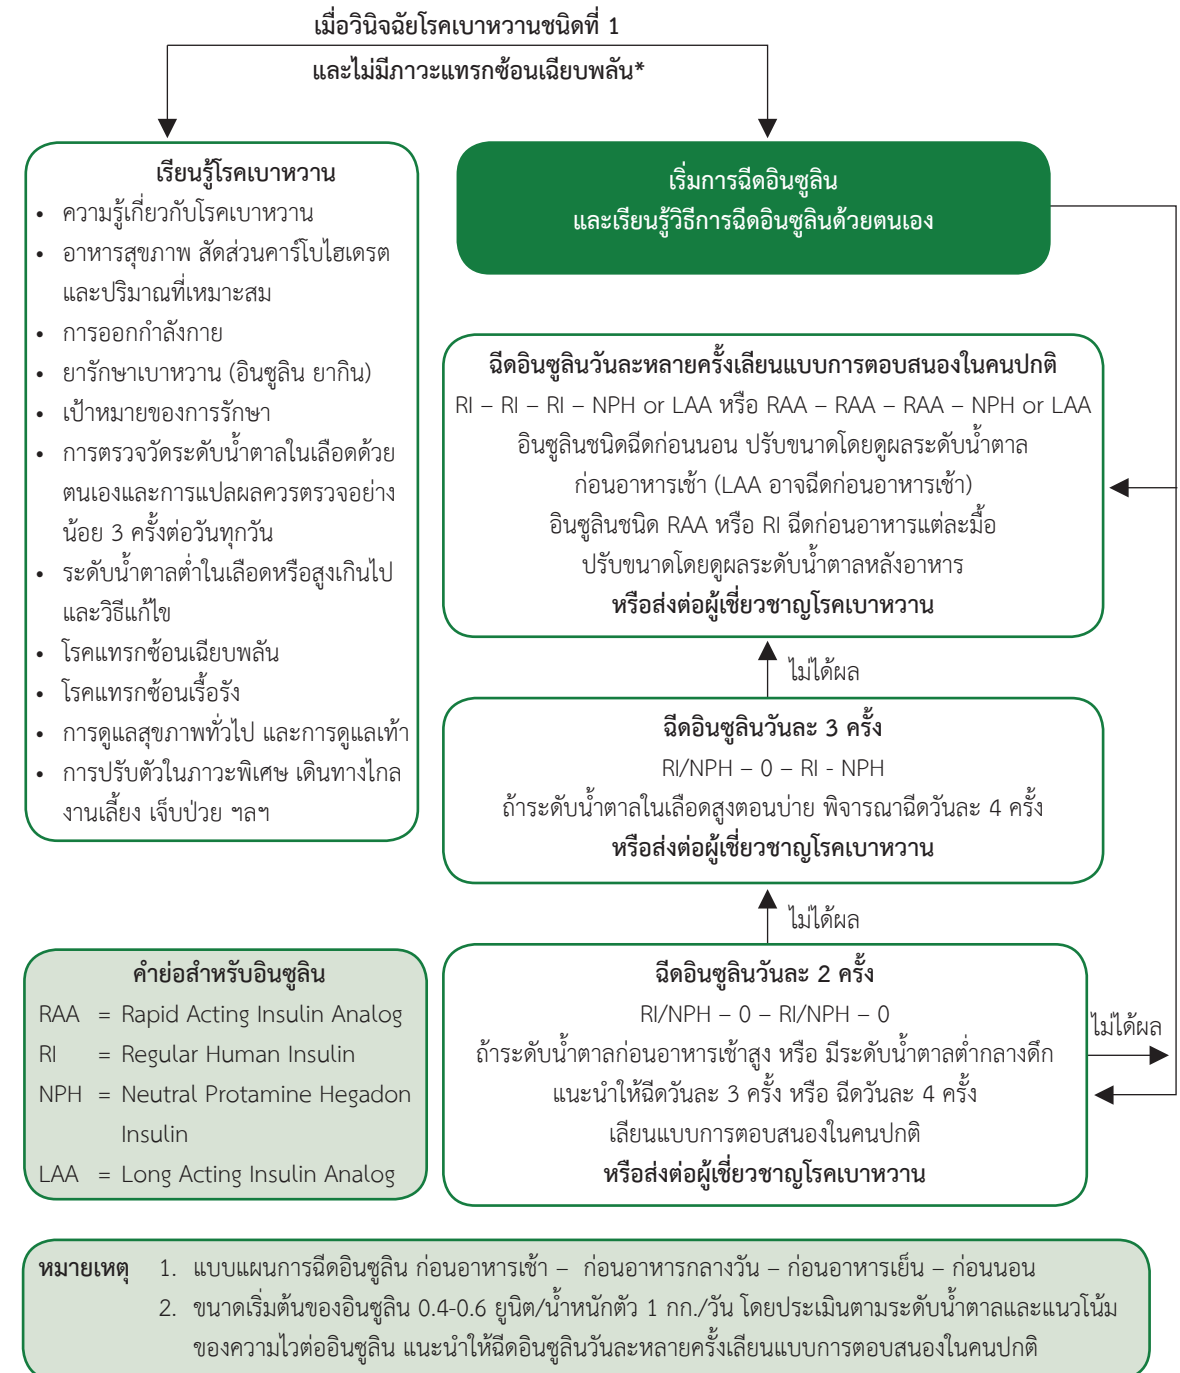 เมื่อวินิจฉัยโรคเบาหวานชนิดที่ 1
และไม่มีภาวะแทรกซ้อนเฉียบพลัน*
เรียนรู้โรคเบาหวาน
• ความรู้เกี่ยวกับโรคเบาหวาน
• อาหารสุขภาพ สัดส่วนคาร์โบไฮเดรต
และปริมาณที่เหมาะสม
• การออกกำลังกาย
• ยารักษาเบาหวาน (อินซูลิน ยากิน)
• เป้าหมายของการรักษา
• การตรวจวัดระดับน้ำตาลในเลือดด้วย
ตนเองและการแปลผลควรตรวจอย่าง
น้อย 3 ครั้งต่อวันทุกวัน
• ระดับน้ำตาลต่ำในเลือดหรือสูงเกินไป
และวิธีแก้ไข
• โรคแทรกซ้อนเฉียบพลัน
• โรคแทรกซ้อนเรื้อรัง
• การดูแลสุขภาพทั่วไป และการดูแลเท้า
• การปรับตัวในภาวะพิเศษ เดินทางไกล
งานเลี้ยง เจ็บป่วย ฯลฯ
เริ่มการฉีดอินซูลิน
และเรียนรู้วิธีการฉีดอินซูลินด้วยตนเอง
ฉีดอินซูลินวันละหลายครั้งเลียนแบบการตอบสนองในคนปกติ
RI – RI – RI – NPH or LAA หรือ RAA – RAA – RAA – NPH or LAA
อินซูลินชนิดฉีดก่อนนอน ปรับขนาดโดยดูผลระดับน้ำตาล
ก่อนอาหารเช้า (LAA อาจฉีดก่อนอาหารเช้า)
อินซูลินชนิด RAA หรือ RI ฉีดก่อนอาหารแต่ละมื้อ
ปรับขนาดโดยดูผลระดับน้ำตาลหลังอาหาร
หรือส่งต่อผู้เชี่ยวชาญโรคเบาหวาน
ไม่ได้ผล
ฉีดอินซูลินวันละ 3 ครั้ง
RI/NPH – 0 – RI - NPH
ถ้าระดับน้ำตาลในเลือดสูงตอนบ่าย พิจารณาฉีดวันละ 4 ครั้ง
หรือส่งต่อผู้เชี่ยวชาญโรคเบาหวาน
ไม่ได้ผล
ฉีดอินซูลินวันละ 2 ครั้ง
RI/NPH – 0 – RI/NPH – 0
ถ้าระดับน้ำตาลก่อนอาหารเช้าสูง หรือ มีระดับน้ำตาลต่ำกลางดึก
แนะนำให้ฉีดวันละ 3 ครั้ง หรือ ฉีดวันละ 4 ครั้ง
เลียนแบบการตอบสนองในคนปกติ
หรือส่งต่อผู้เชี่ยวชาญโรคเบาหวาน
ไม่ได้ผล
คำย่อสำหรับอินซูลิน
RAA = Rapid Acting Insulin Analog
RI = Regular Human Insulin
NPH = Neutral Protamine Hegadon
Insulin
LAA = Long Acting Insulin Analog
หมายเหตุ 1. แบบแผนการฉีดอินซูลิน ก่อนอาหารเช้า – ก่อนอาหารกลางวัน – ก่อนอาหารเย็น – ก่อนนอน
2. ขนาดเริ่มต้นของอินซูลิน 0.4-0.6 ยูนิต/น้ำหนักตัว 1 กก./วัน โดยประเมินตามระดับน้ำตาลและแนวโน้ม
ของความไวต่ออินซูลิน แนะนำให้ฉีดอินซูลินวันละหลายครั้งเลียนแบบการตอบสนองในคนปกติ